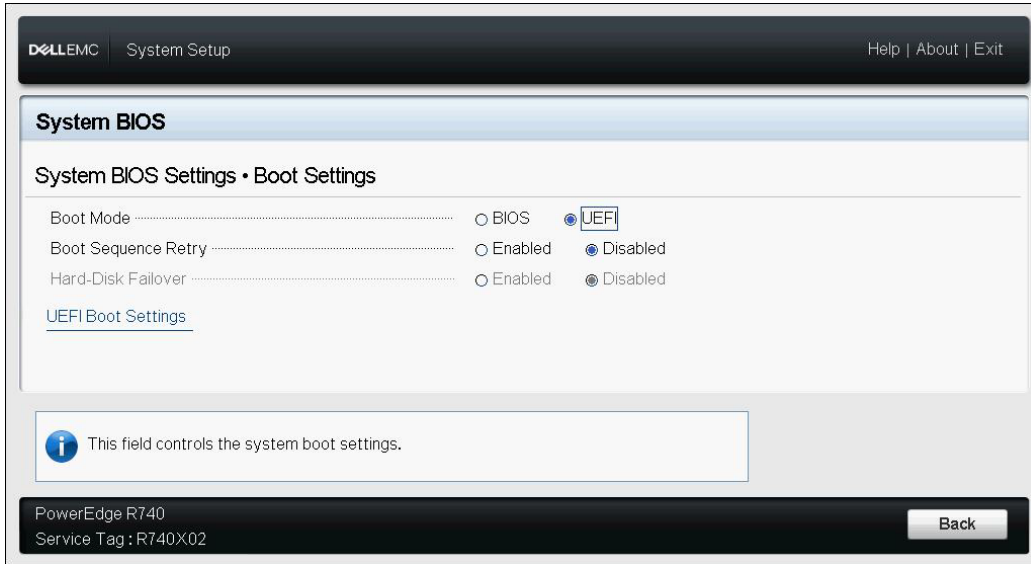 DELLEMC System Setup Help | About | Exit
System BIOS
System BIOS Settings • Boot Settings
Boot Mode BIOS UEFI
Boot Sequence Retry Enabled Disabled
Hard-Disk Failover Enabled Disabled
UEFI Boot Settings
This field controls the system boot settings.
PowerEdge R740
Service Tag : R740X02
Back